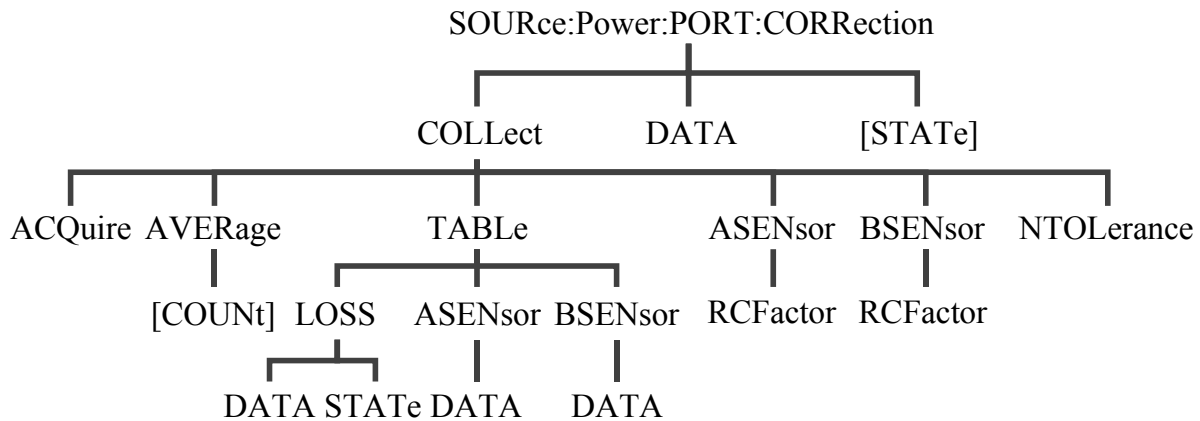 SOURce:Power:PORT:CORRection
COLLect DATA [STATe]
ACQuire AVERage TABLe ASENsor BSENsor NTOLerance
[COUNt] LOSS ASENsor BSENsor RCFactor RCFactor
DATA STATe DATA DATA